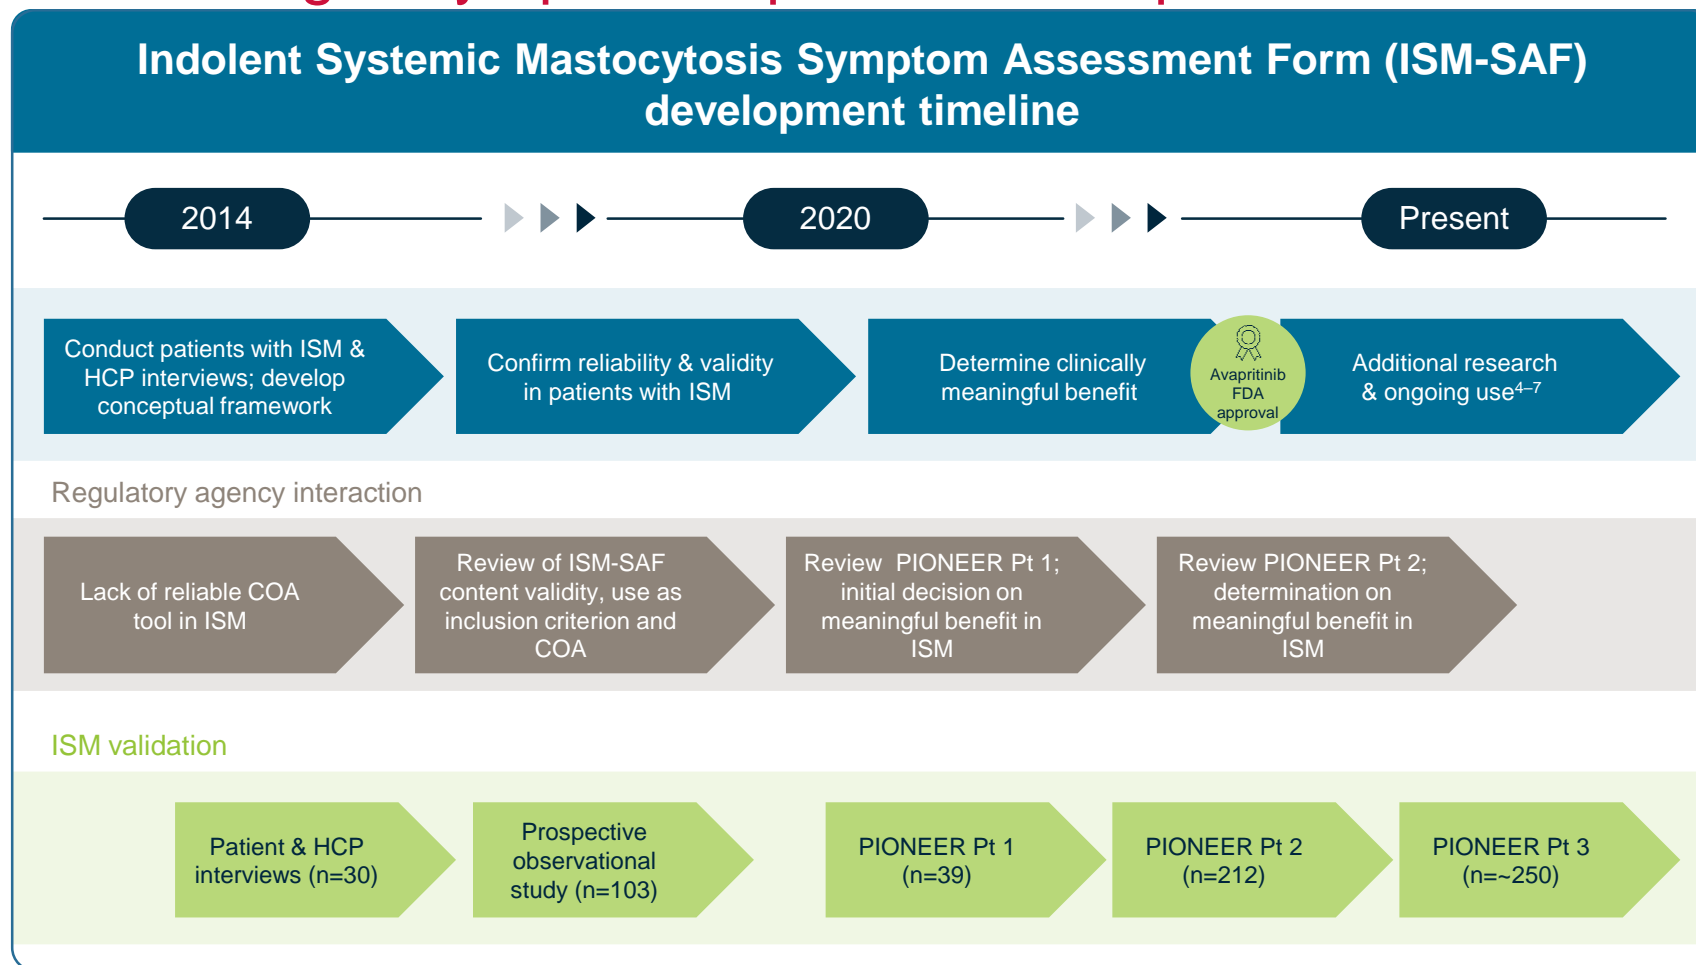 Indolent Systemic Mastocytosis Symptom Assessment Form (ISM-SAF)
development timeline
2014
2020
Present
Conduct patients with ISM &
HCP interviews; develop
conceptual framework
Confirm reliability & validity
in patients with ISM
Determine clinically
meaningful benefit
Avapritinib
FDA
approval
Additional research
& ongoing use⁴⁻⁷
Regulatory agency interaction
Lack of reliable COA
tool in ISM
Review of ISM-SAF
content validity, use as
inclusion criterion and
COA
Review PIONEER Pt 1;
initial decision on
meaningful benefit in
ISM
Review PIONEER Pt 2;
determination on
meaningful benefit in
ISM
ISM validation
Patient & HCP
interviews (n=30)
Prospective
observational
study (n=103)
PIONEER Pt 1
(n=39)
PIONEER Pt 2
(n=212)
PIONEER Pt 3
(n=~250)